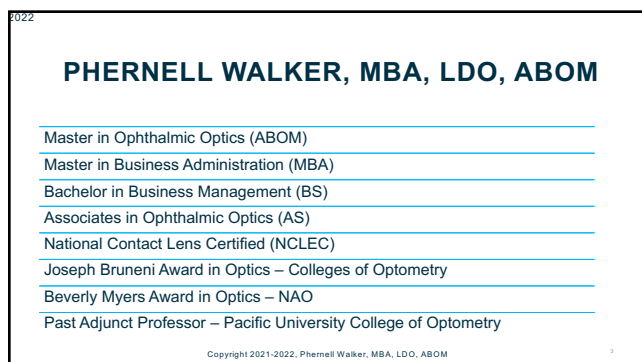 2022
PHERNELL WALKER, MBA, LDO, ABOM
Master in Ophthalmic Optics (ABOM)
Master in Business Administration (MBA)
Bachelor in Business Management (BS)
Associates in Ophthalmic Optics (AS)
National Contact Lens Certified (NCLEC)
Joseph Bruneni Award in Optics – Colleges of Optometry
Beverly Myers Award in Optics – NAO
Past Adjunct Professor – Pacific University College of Optometry
Copyright 2021-2022, Phernell Walker, MBA, LDO, ABOM
3